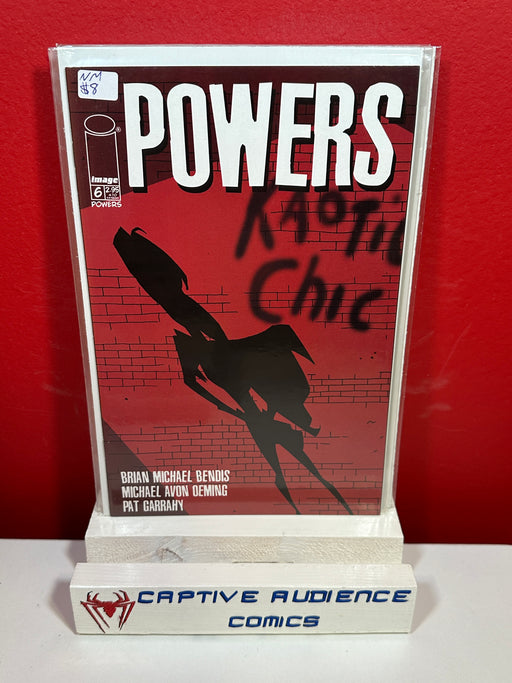 NM
$8
POWERS
image
6 2.95
POWERS
KAOTIC
CHIC
BRIAN MICHAEL BENDIS
MICHAEL AVON OEMING
PAT GARRAHY
CAPTIVE AUDIENCE
COMICS